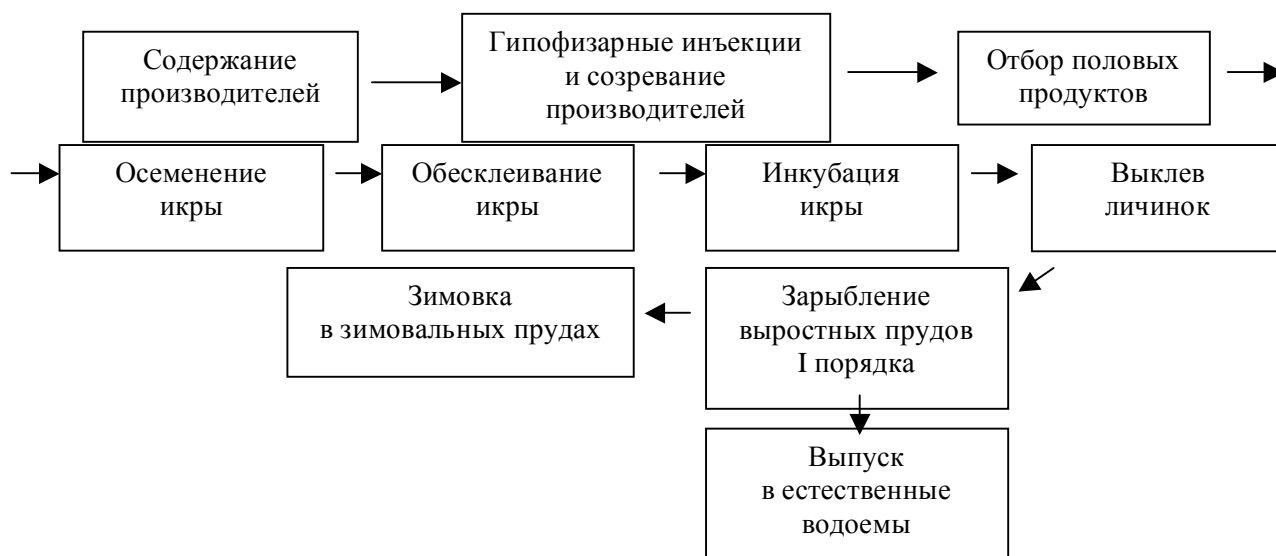 Содержание
производителей
Гипофизарные инъекции
и созревание
производителей
Отбор половых
продуктов
Осеменение
икры
Обесклеивание
икры
Инкубация
икры
Выклев
личинок
Зарыбление
выростных прудов
I порядка
Зимовка
в зимовальных прудах
Выпуск
в естественные
водоемы